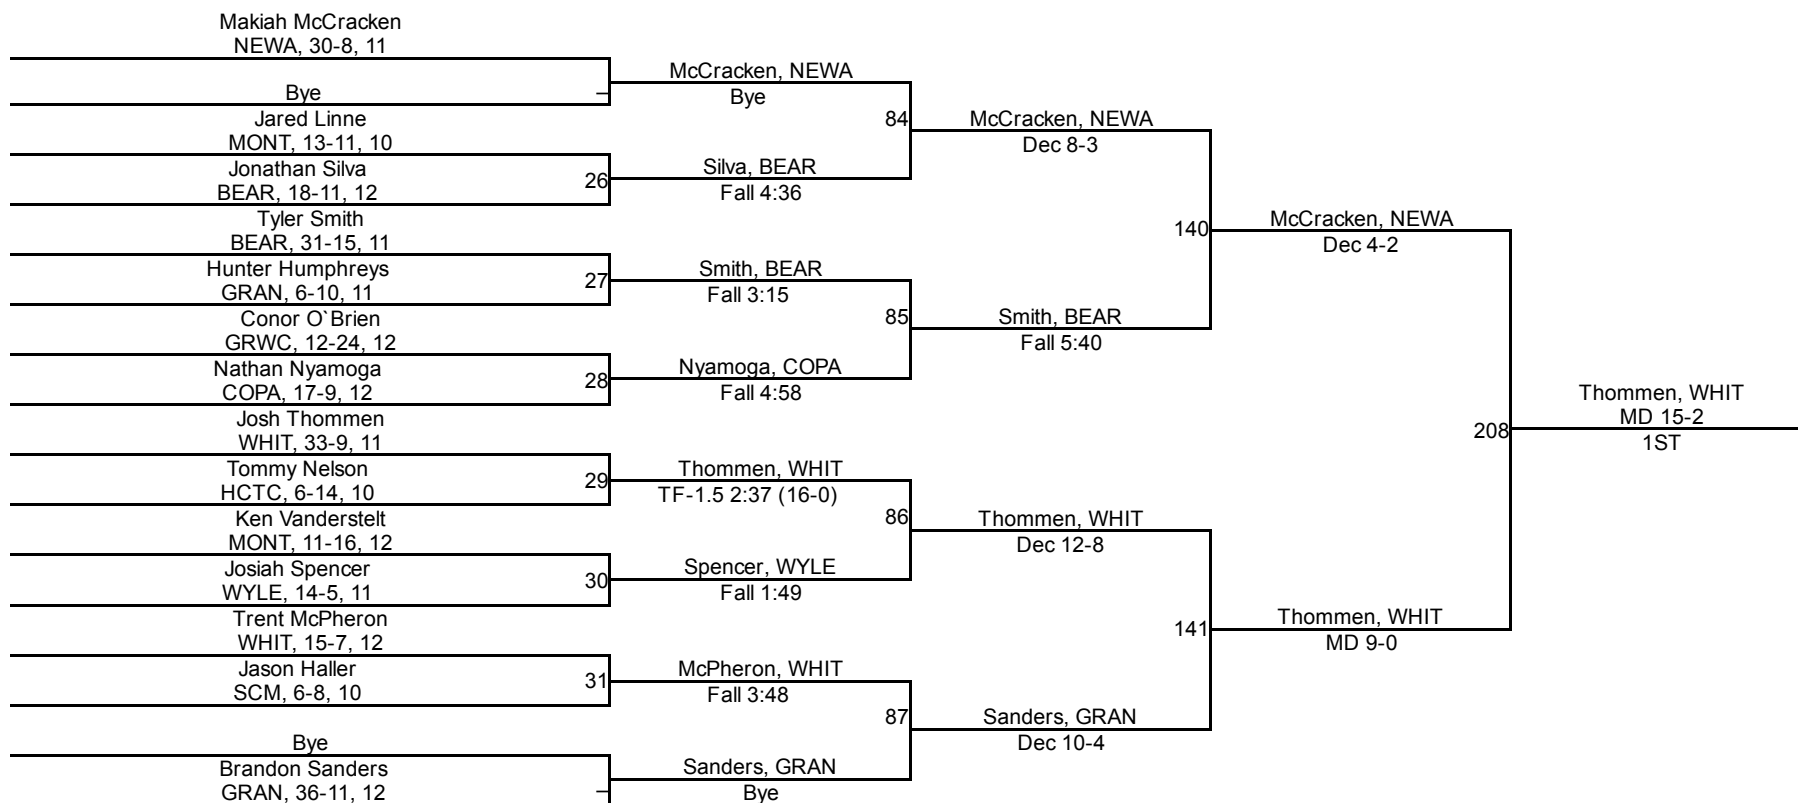 Makiah McCracken
NEWA, 30-8, 11
Bye
Jared Linne
MONT, 13-11, 10
Jonathan Silva
BEAR, 18-11, 12
Tyler Smith
BEAR, 31-15, 11
Hunter Humphreys
GRAN, 6-10, 11
Conor O`Brien
GRWC, 12-24, 12
Nathan Nyamoga
COPA, 17-9, 12
Josh Thommen
WHIT, 33-9, 11
Tommy Nelson
HCTC, 6-14, 10
Ken Vanderstelt
MONT, 11-16, 12
Josiah Spencer
WYLE, 14-5, 11
Trent McPheron
WHIT, 15-7, 12
Jason Haller
SCM, 6-8, 10
Bye
Brandon Sanders
GRAN, 36-11, 12
26
27
28
29
30
31
McCracken, NEWA
Bye
Silva, BEAR
Fall 4:36
Smith, BEAR
Fall 3:15
Nyamoga, COPA
Fall 4:58
Thommen, WHIT
TF-1.5 2:37 (16-0)
Spencer, WYLE
Fall 1:49
McPheron, WHIT
Fall 3:48
Sanders, GRAN
Bye
84
85
86
87
McCracken, NEWA
Dec 8-3
Smith, BEAR
Fall 5:40
Thommen, WHIT
Dec 12-8
Sanders, GRAN
Dec 10-4
140
141
McCracken, NEWA
Dec 4-2
Thommen, WHIT
MD 9-0
208
Thommen, WHIT
MD 15-2
1ST